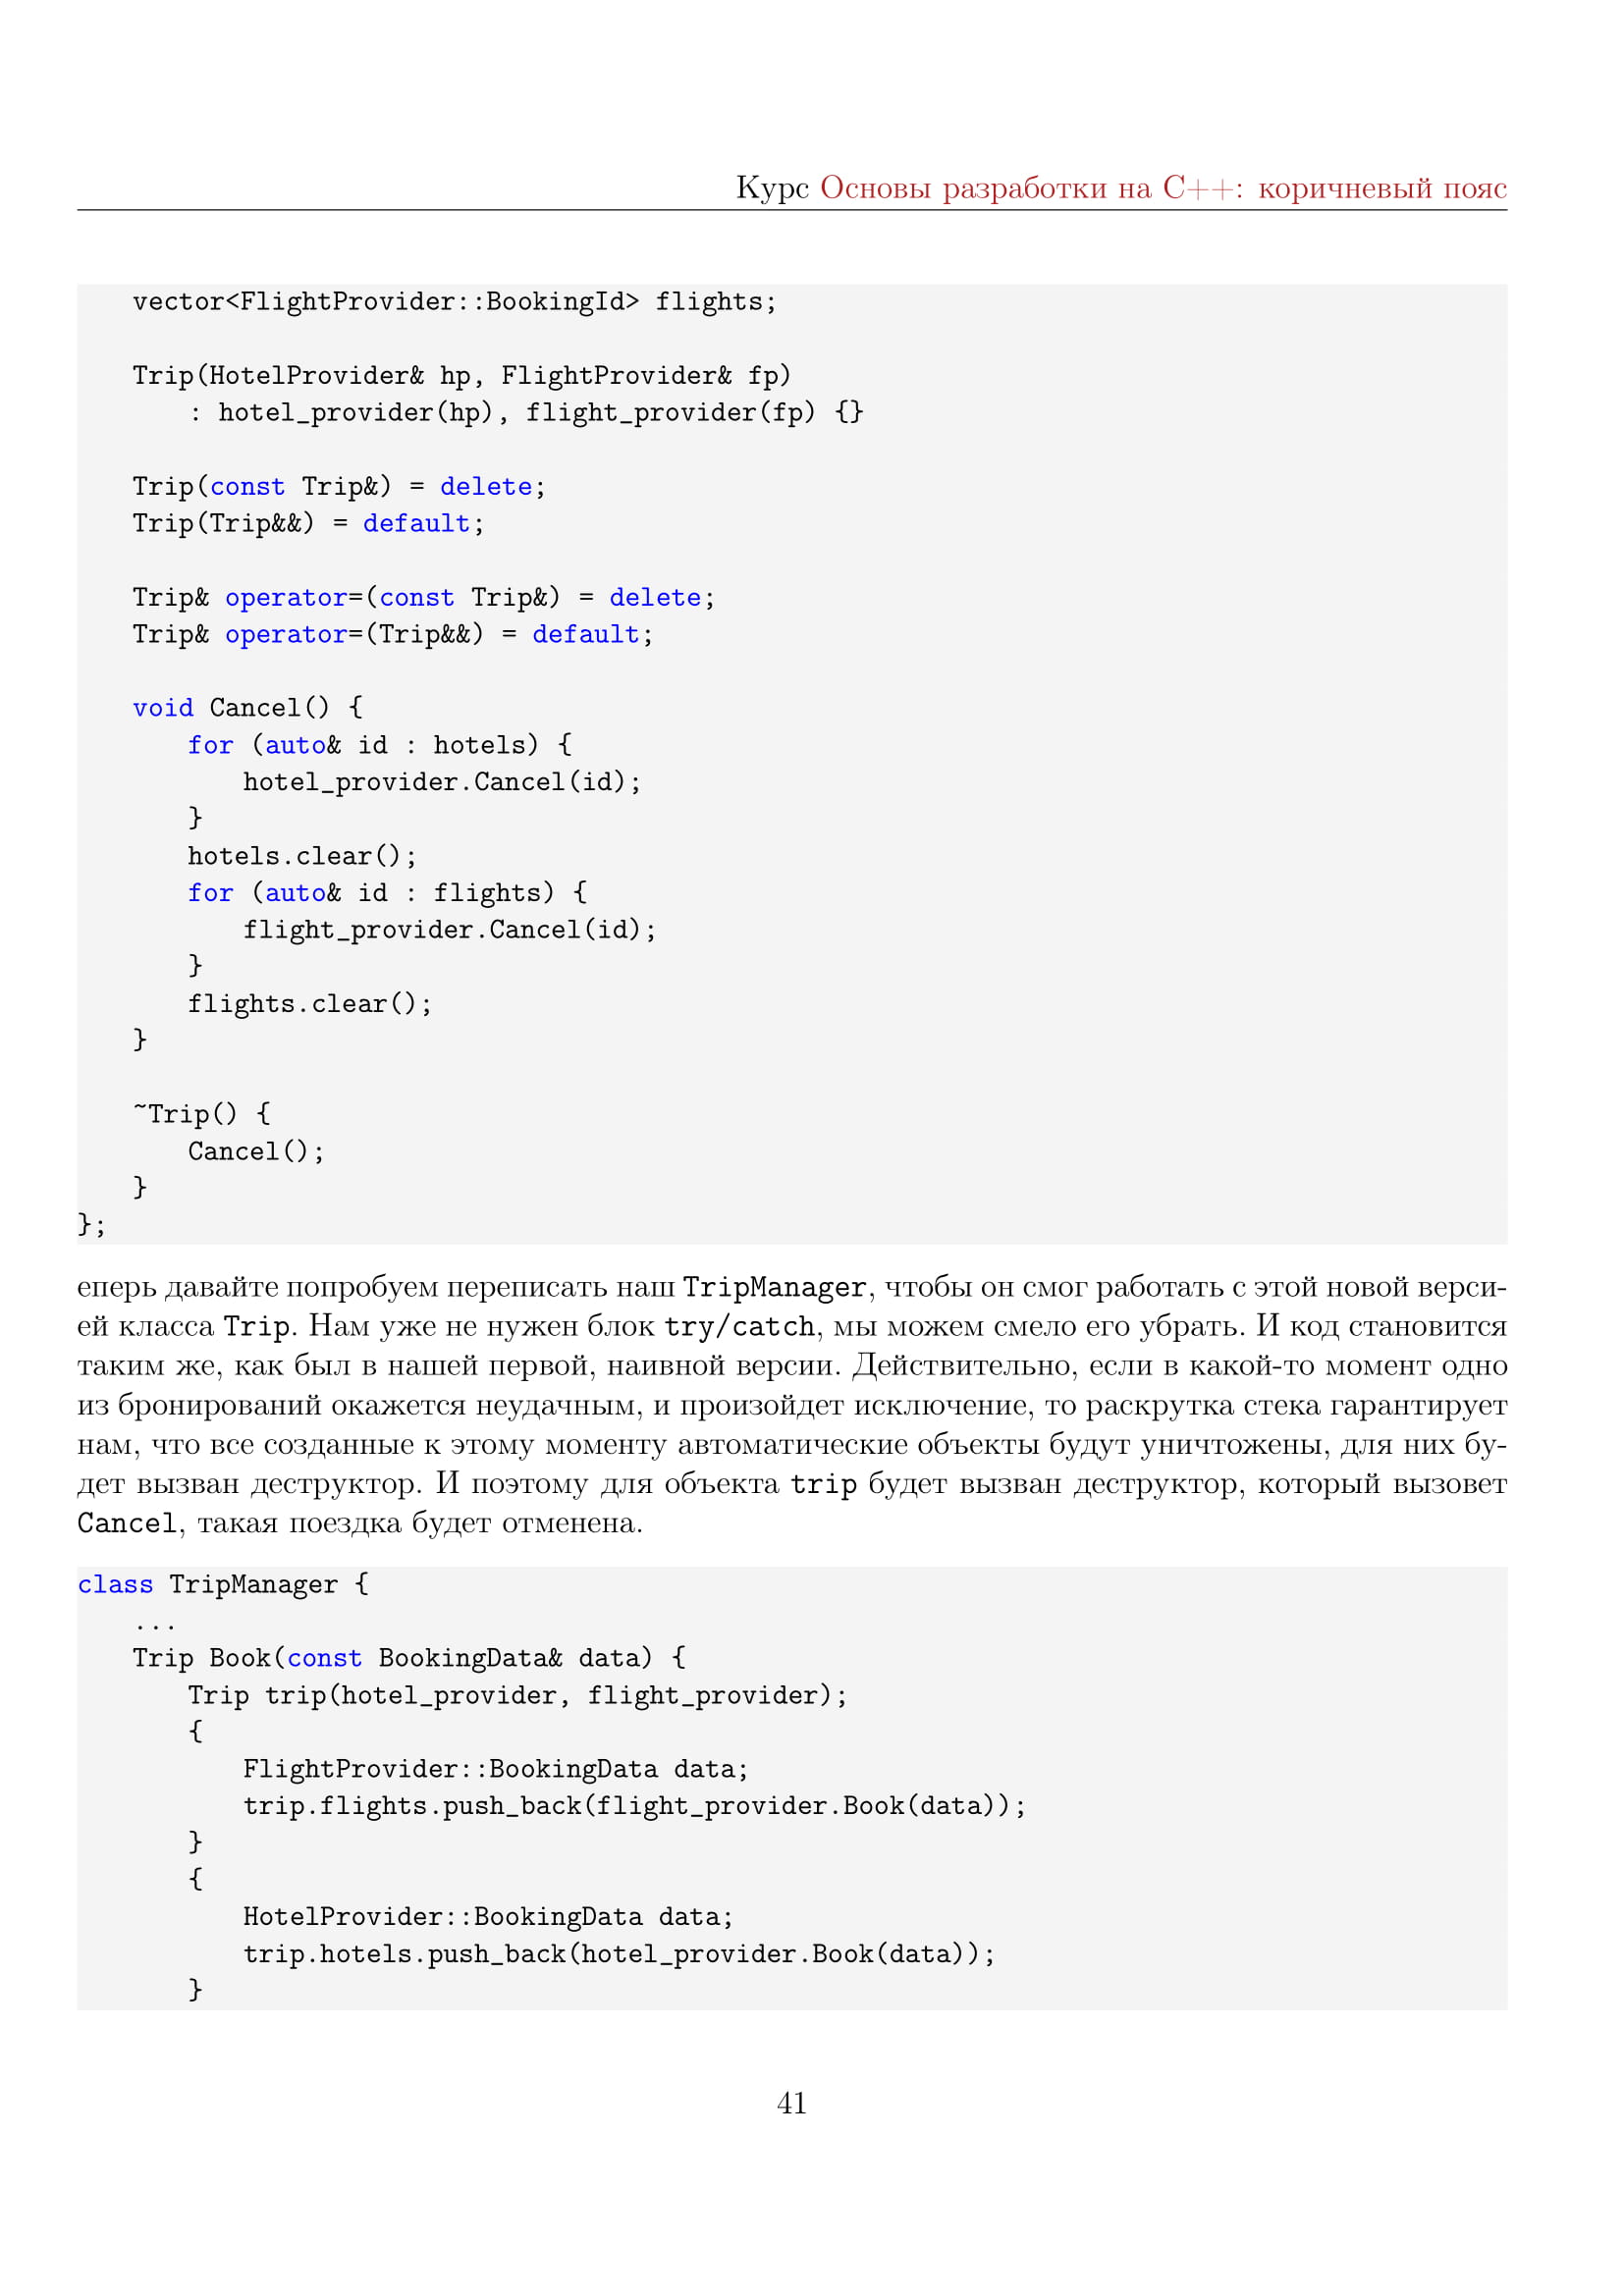 Курс Основы разработки на C++: коричневый пояс
vector<FlightProvider::BookingId> flights;
Trip(HotelProvider& hp, FlightProvider& fp)
: hotel_provider(hp), flight_provider(fp) {}
Trip(const Trip&) = delete;
Trip(Trip&&) = default;
Trip& operator=(const Trip&) = delete;
Trip& operator=(Trip&&) = default;
void Cancel() {
for (auto& id : hotels) {
hotel_provider.Cancel(id);
}
hotels.clear();
for (auto& id : flights) {
flight_provider.Cancel(id);
}
flights.clear();
}
~Trip() {
Cancel();
}
};
еперь давайте попробуем переписать наш TripManager, чтобы он смог работать с этой новой верси-
ей класса Trip. Нам уже не нужен блок try/catch, мы можем смело его убрать. И код становится
таким же, как был в нашей первой, наивной версии. Действительно, если в какой-то момент одно
из бронирований окажется неудачным, и произойдет исключение, то раскрутка стека гарантирует
нам, что все созданные к этому моменту автоматические объекты будут уничтожены, для них бу-
дет вызван деструктор. И поэтому для объекта trip будет вызван деструктор, который вызовет
Cancel, такая поездка будет отменена.
class TripManager {
...
Trip Book(const BookingData& data) {
Trip trip(hotel_provider, flight_provider);
{
FlightProvider::BookingData data;
trip.flights.push_back(flight_provider.Book(data));
}
{
HotelProvider::BookingData data;
trip.hotels.push_back(hotel_provider.Book(data));
}
41